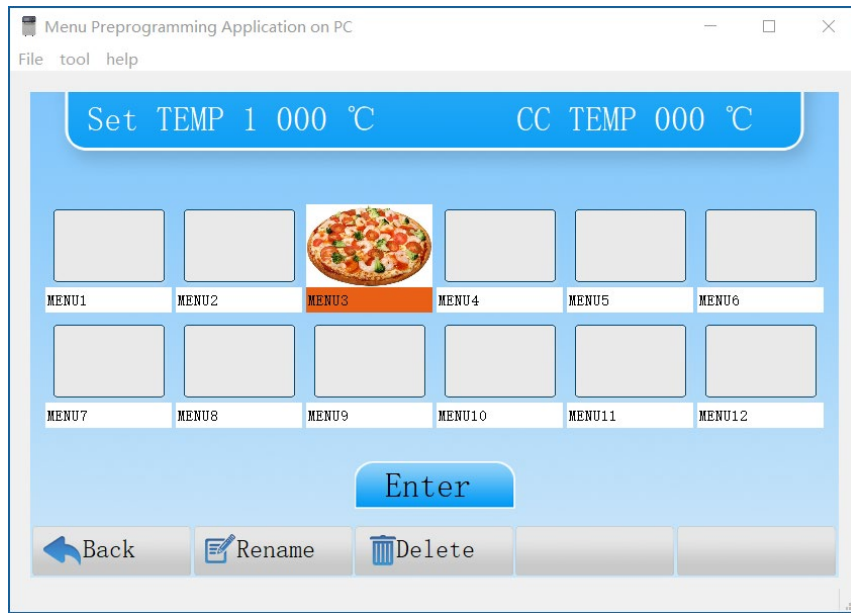 Menu Preprogramming Application on PC
File tool help
Set TEMP 1 000 ℃ CC TEMP 000 ℃
MENU1 MENU2 MENU3 MENU4 MENU5 MENU6
MENU7 MENU8 MENU9 MENU10 MENU11 MENU12
Enter
Back Rename Delete